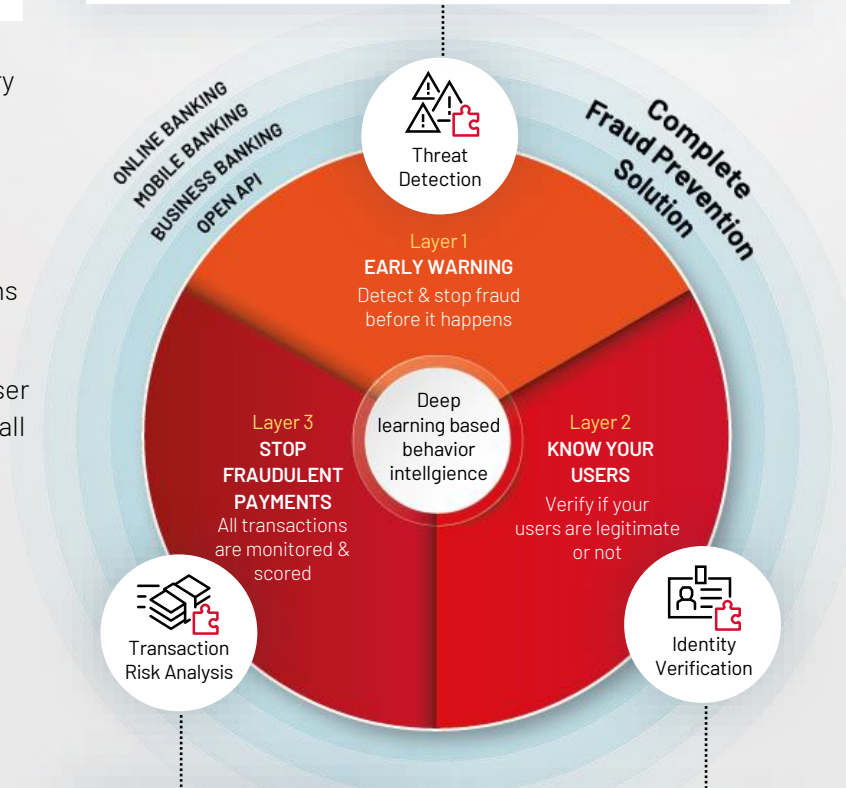 ONLINE BANKING
MOBILE BANKING
BUSINESS BANKING
OPEN API
Complete
Fraud Prevention
Solution
Threat
Detection
Layer 1
EARLY WARNING
Detect & stop fraud
before it happens
Deep
learning based
behavior
intellgience
Layer 3
STOP
FRAUDULENT
PAYMENTS
All transactions
are monitored &
scored
Layer 2
KNOW YOUR
USERS
Verify if your
users are legitimate
or not
Transaction
Risk Analysis
Identity
Verification
all